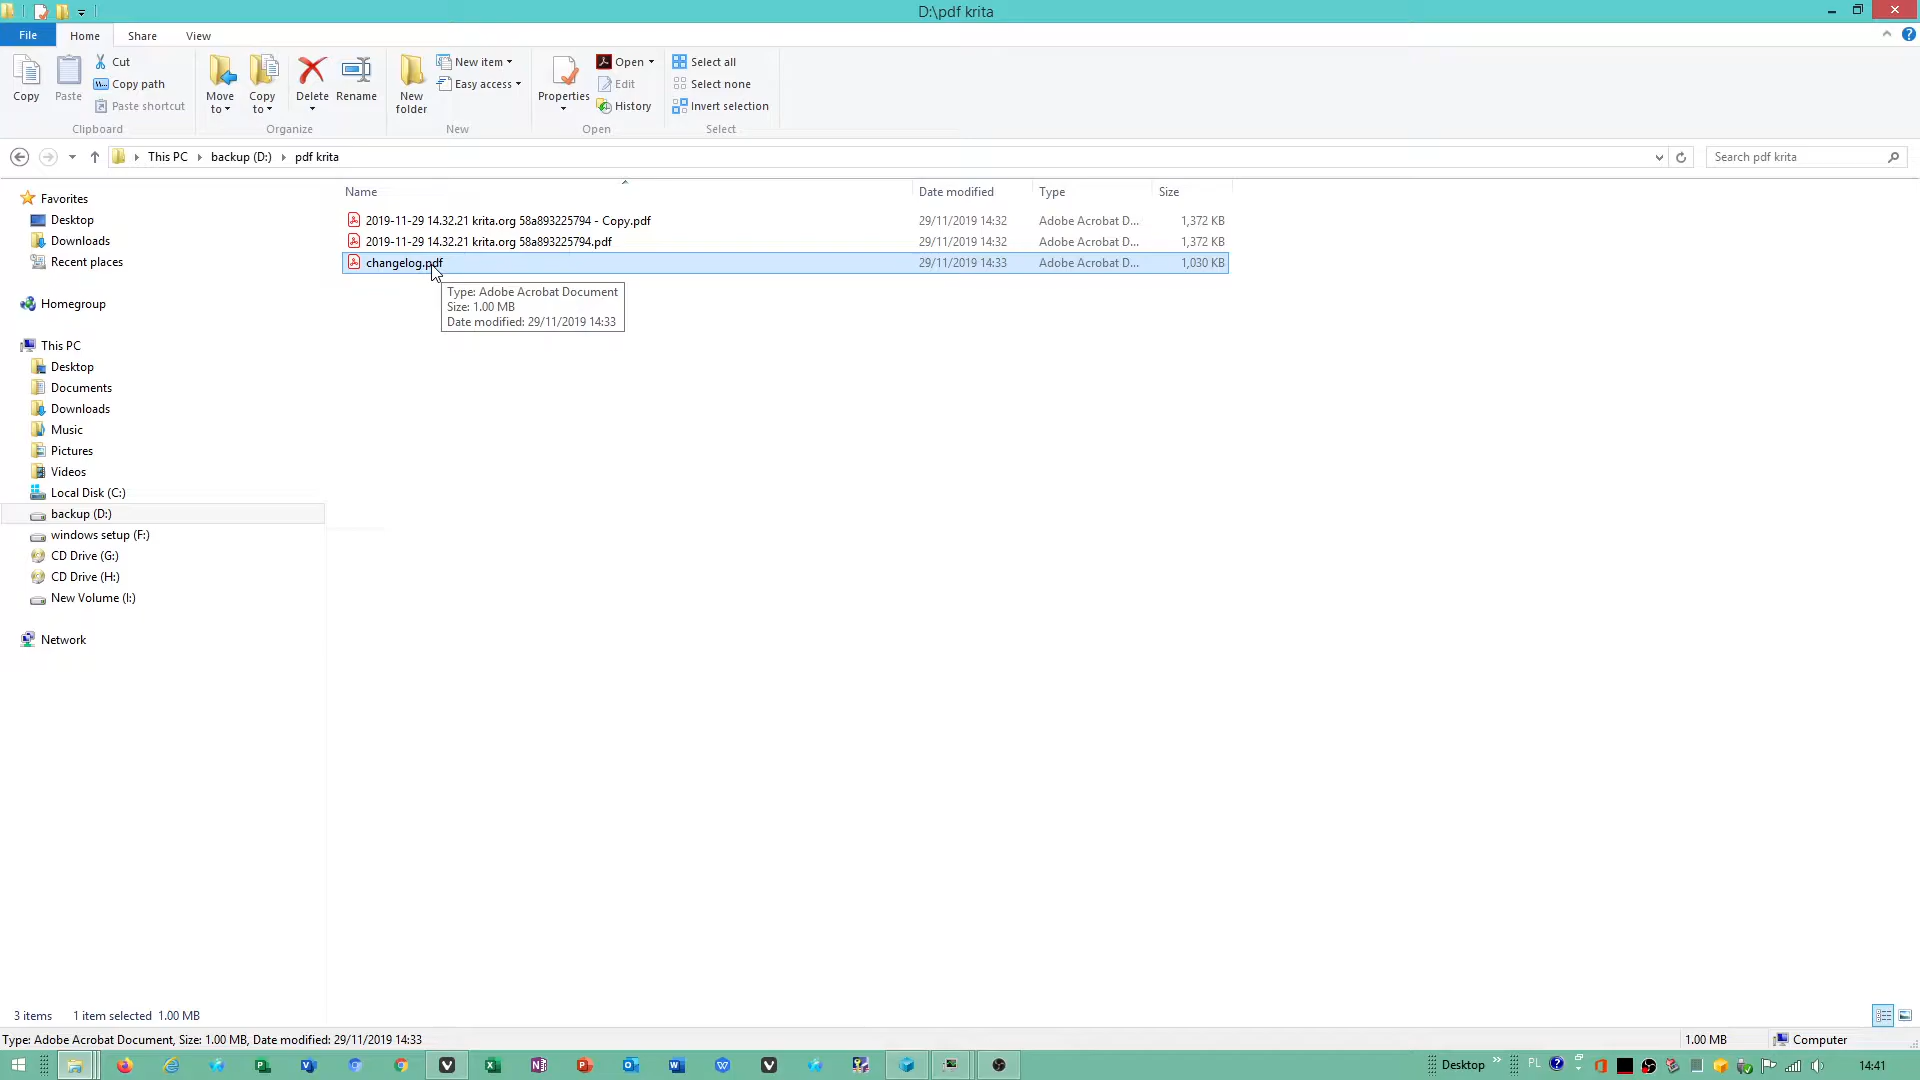 D:\pdf krita
File Home Share View
Copy
Paste
Cut
Copy path
Paste shortcut
Clipboard
Move to
Copy to
Delete
Rename
Organize
New folder
New item
Easy access
New
Properties
Open
Edit
History
Open
Select all
Select none
Invert selection
Select
This PC backup (D:) pdf krita
Search pdf krita
Favorites
Desktop
Downloads
Recent places
Homegroup
This PC
Desktop
Documents
Downloads
Music
Pictures
Videos
Local Disk (C:)
backup (D:)
windows setup (F:)
CD Drive (G:)
CD Drive (H:)
New Volume (I:)
Network
Name Date modified Type Size
2019-11-29 14.32.21 krita.org 58a893225794 - Copy.pdf 29/11/2019 14:32 Adobe Acrobat D... 1,372 KB
2019-11-29 14.32.21 krita.org 58a893225794.pdf 29/11/2019 14:32 Adobe Acrobat D... 1,372 KB
changelog.pdf 29/11/2019 14:33 Adobe Acrobat D... 1,030 KB
Type: Adobe Acrobat Document
Size: 1.00 MB
Date modified: 29/11/2019 14:33
3 items 1 item selected 1.00 MB
Type: Adobe Acrobat Document, Size: 1.00 MB, Date modified: 29/11/2019 14:33 1.00 MB Computer
Desktop PL 14:41